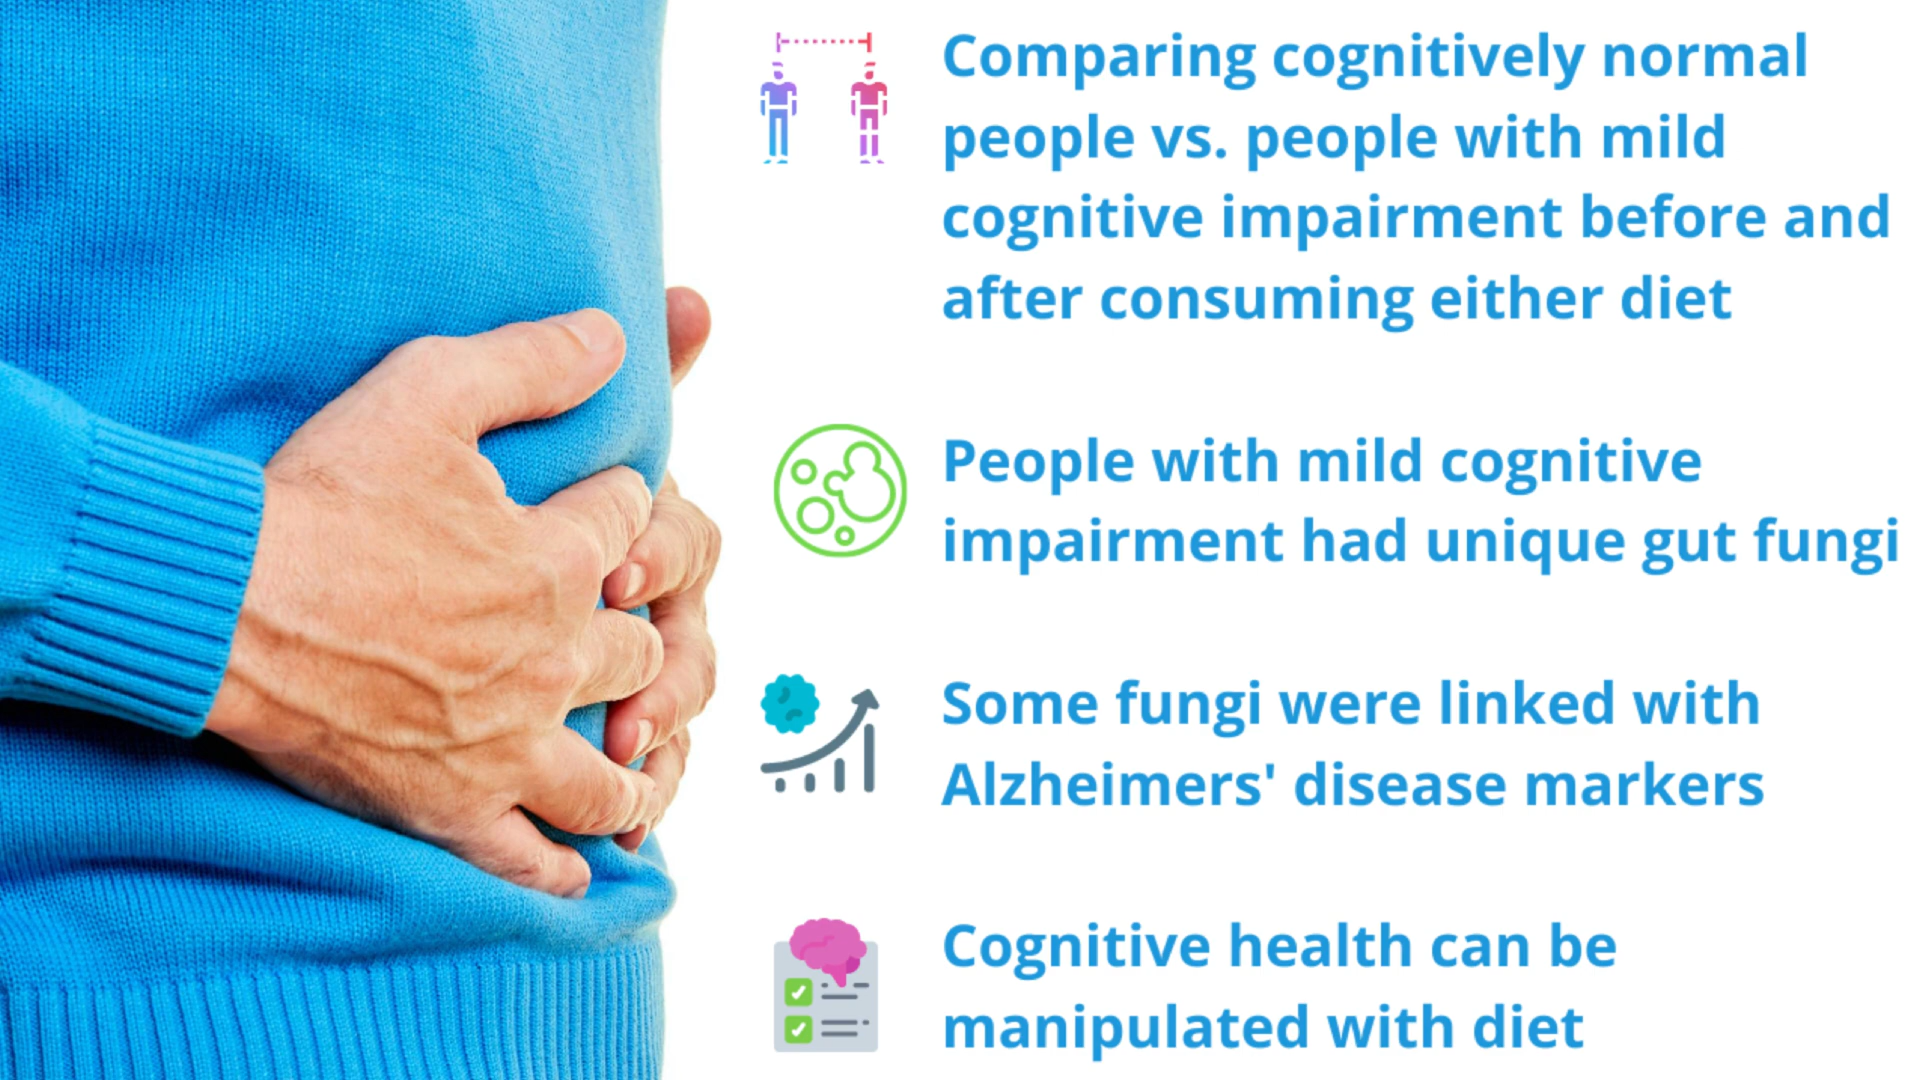 Comparing cognitively normal
people vs. people with mild
cognitive impairment before and
after consuming either diet
People with mild cognitive
impairment had unique gut fungi
Some fungi were linked with
Alzheimers' disease markers
Cognitive health can be
manipulated with diet